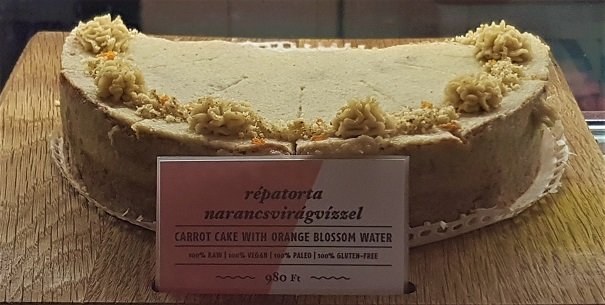 répatorta
narancsvirágvízzel
CARROT CAKE WITH ORANGE BLOSSOM WATER
100% RAW | 100% VEGAN | 100% PALEO | 100% GLUTEN-FREE
980 Ft